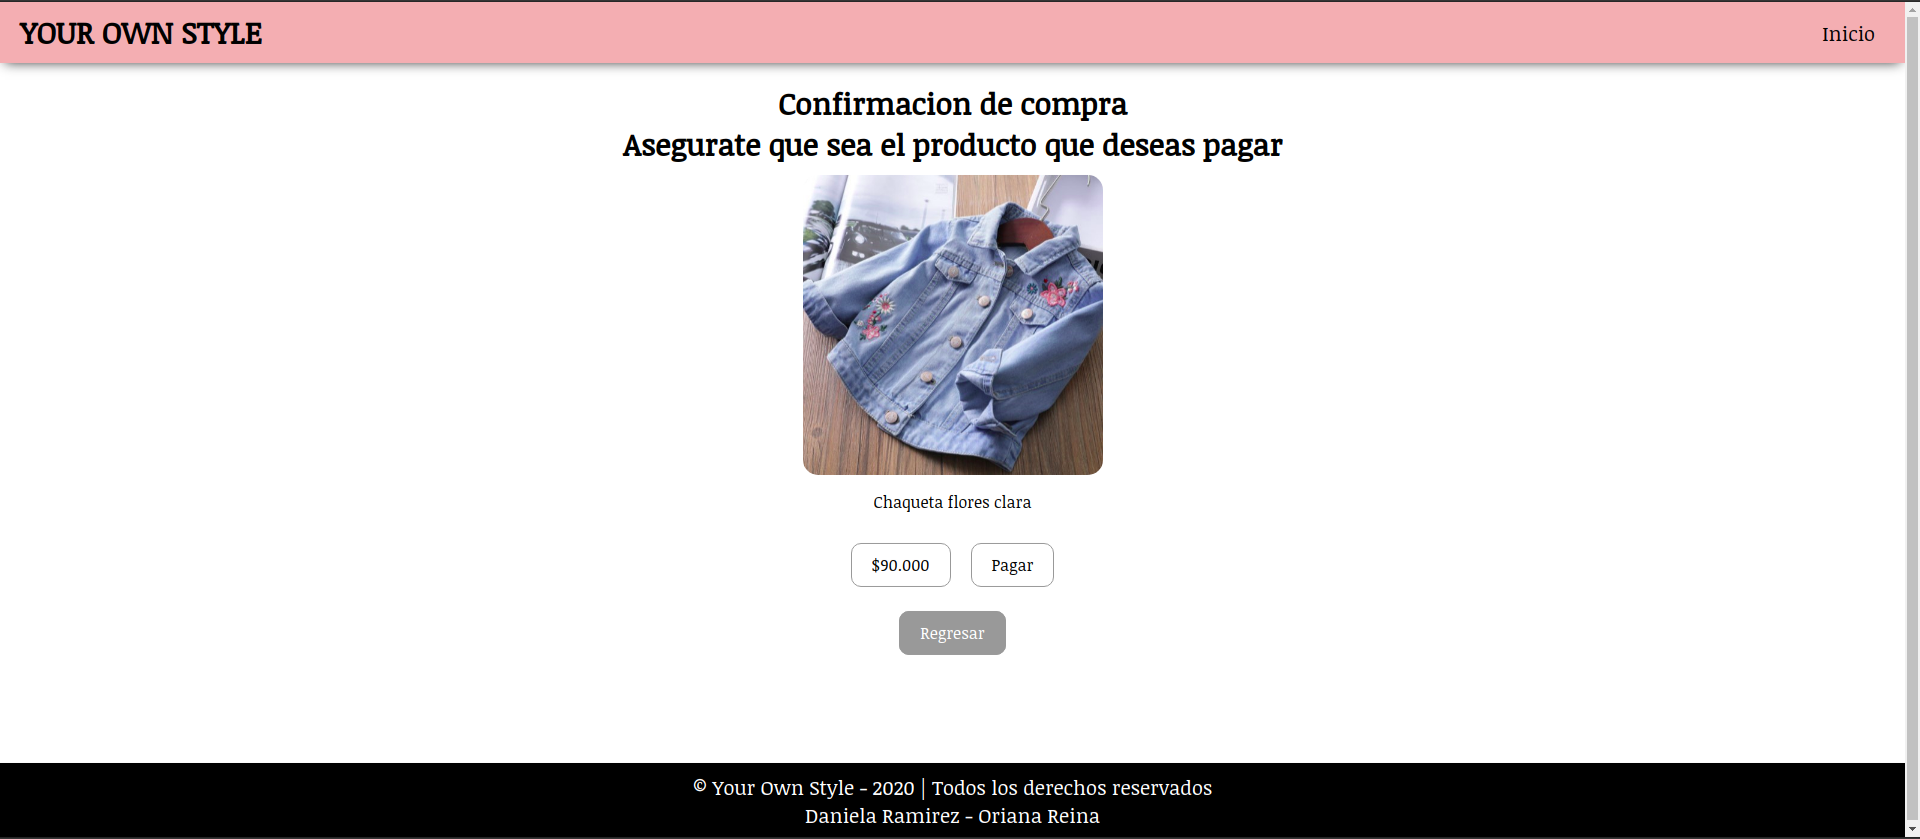 YOUR OWN STYLE
Inicio
Confirmacion de compra
Asegurate que sea el producto que deseas pagar
Chaqueta flores clara
$90.000
Pagar
Regresar
© Your Own Style - 2020 | Todos los derechos reservados
Daniela Ramirez - Oriana Reina